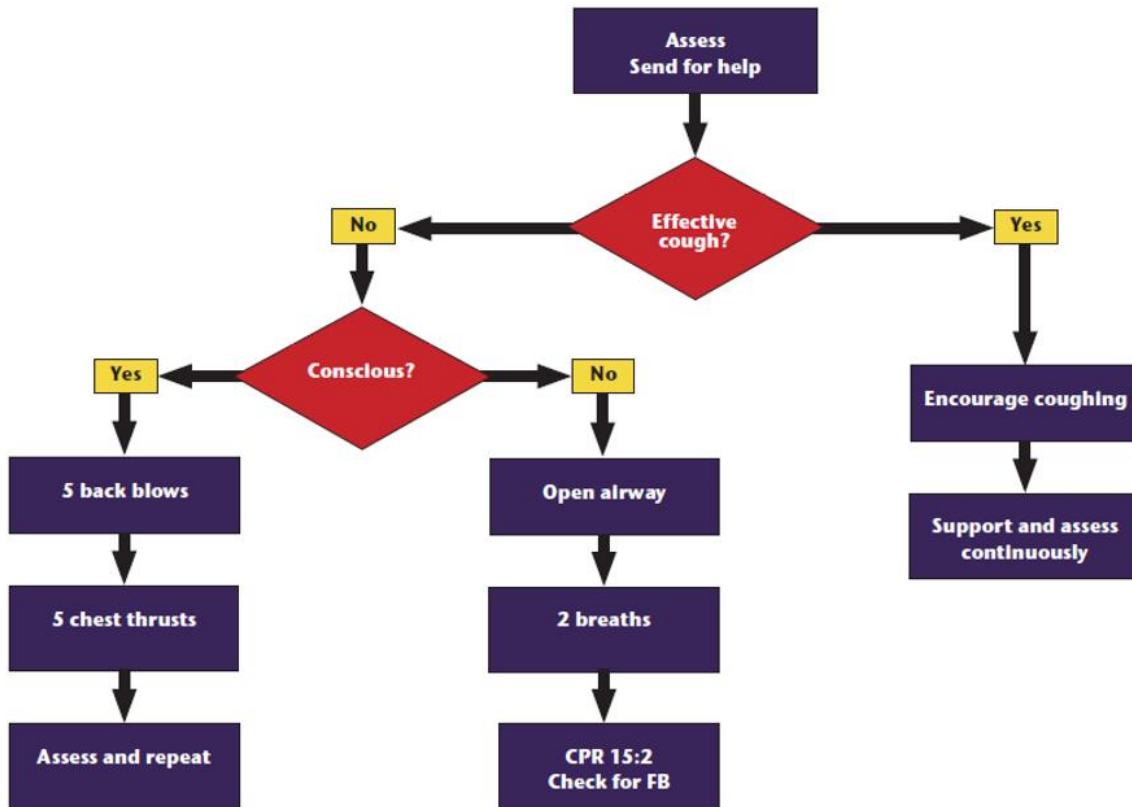 Assess
Send for help
Effective
cough?
No
Yes
Conscious?
Yes
No
Encourage coughing
5 back blows
Open airway
Support and assess
continuously
5 chest thrusts
2 breaths
Assess and repeat
CPR 15:2
Check for FB